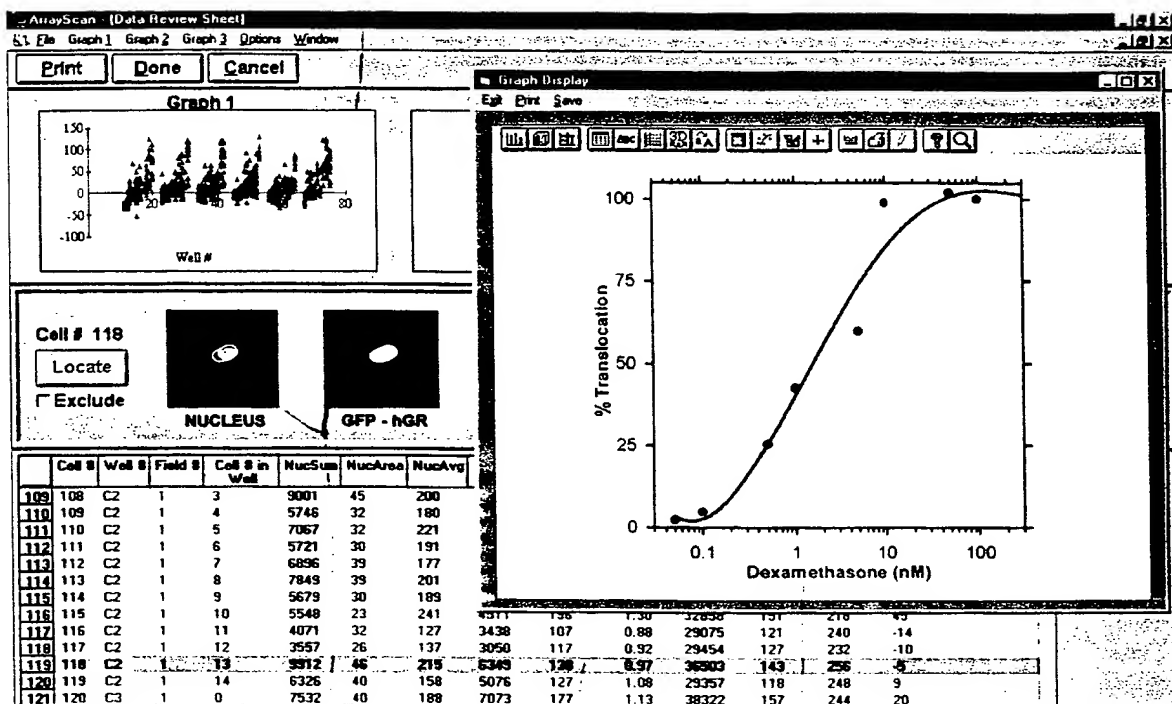 ArrayScan - [Data Review Sheet]
File Graph 1 Graph 2 Graph 3 Options Window
Print Done Cancel
Graph 1
150
100
50
0
-50
-100
20 40 60 80
Well #
Cell # 118
Locate
Exclude
NUCLEUS GFP - hGR
Graph Display
Exit Print Save
% Translocation
100
75
50
25
0
0.1 1 10 100
Dexamethasone (nM)
Cell # Well # Field # Cell # in Well NucSum NucArea NucAvg
109 108 C2 1 3 9001 45 200
110 109 C2 1 4 5746 32 180
111 110 C2 1 5 7067 32 221
112 111 C2 1 6 5721 30 191
113 112 C2 1 7 6896 39 177
114 113 C2 1 8 7849 39 201
115 114 C2 1 9 5679 30 189
116 115 C2 1 10 5548 23 241
117 116 C2 1 11 4071 32 127 3438 107 0.88 29075 121 240 -14
118 117 C2 1 12 3557 26 137 3050 117 0.92 29454 127 232 -10
119 118 C2 1 13 9912 46 215 6349 138 0.97 36503 143 256 -5
120 119 C2 1 14 6326 40 158 5076 127 1.08 29357 118 248 9
121 120 C3 1 0 7532 40 188 7073 177 1.13 38322 157 244 20